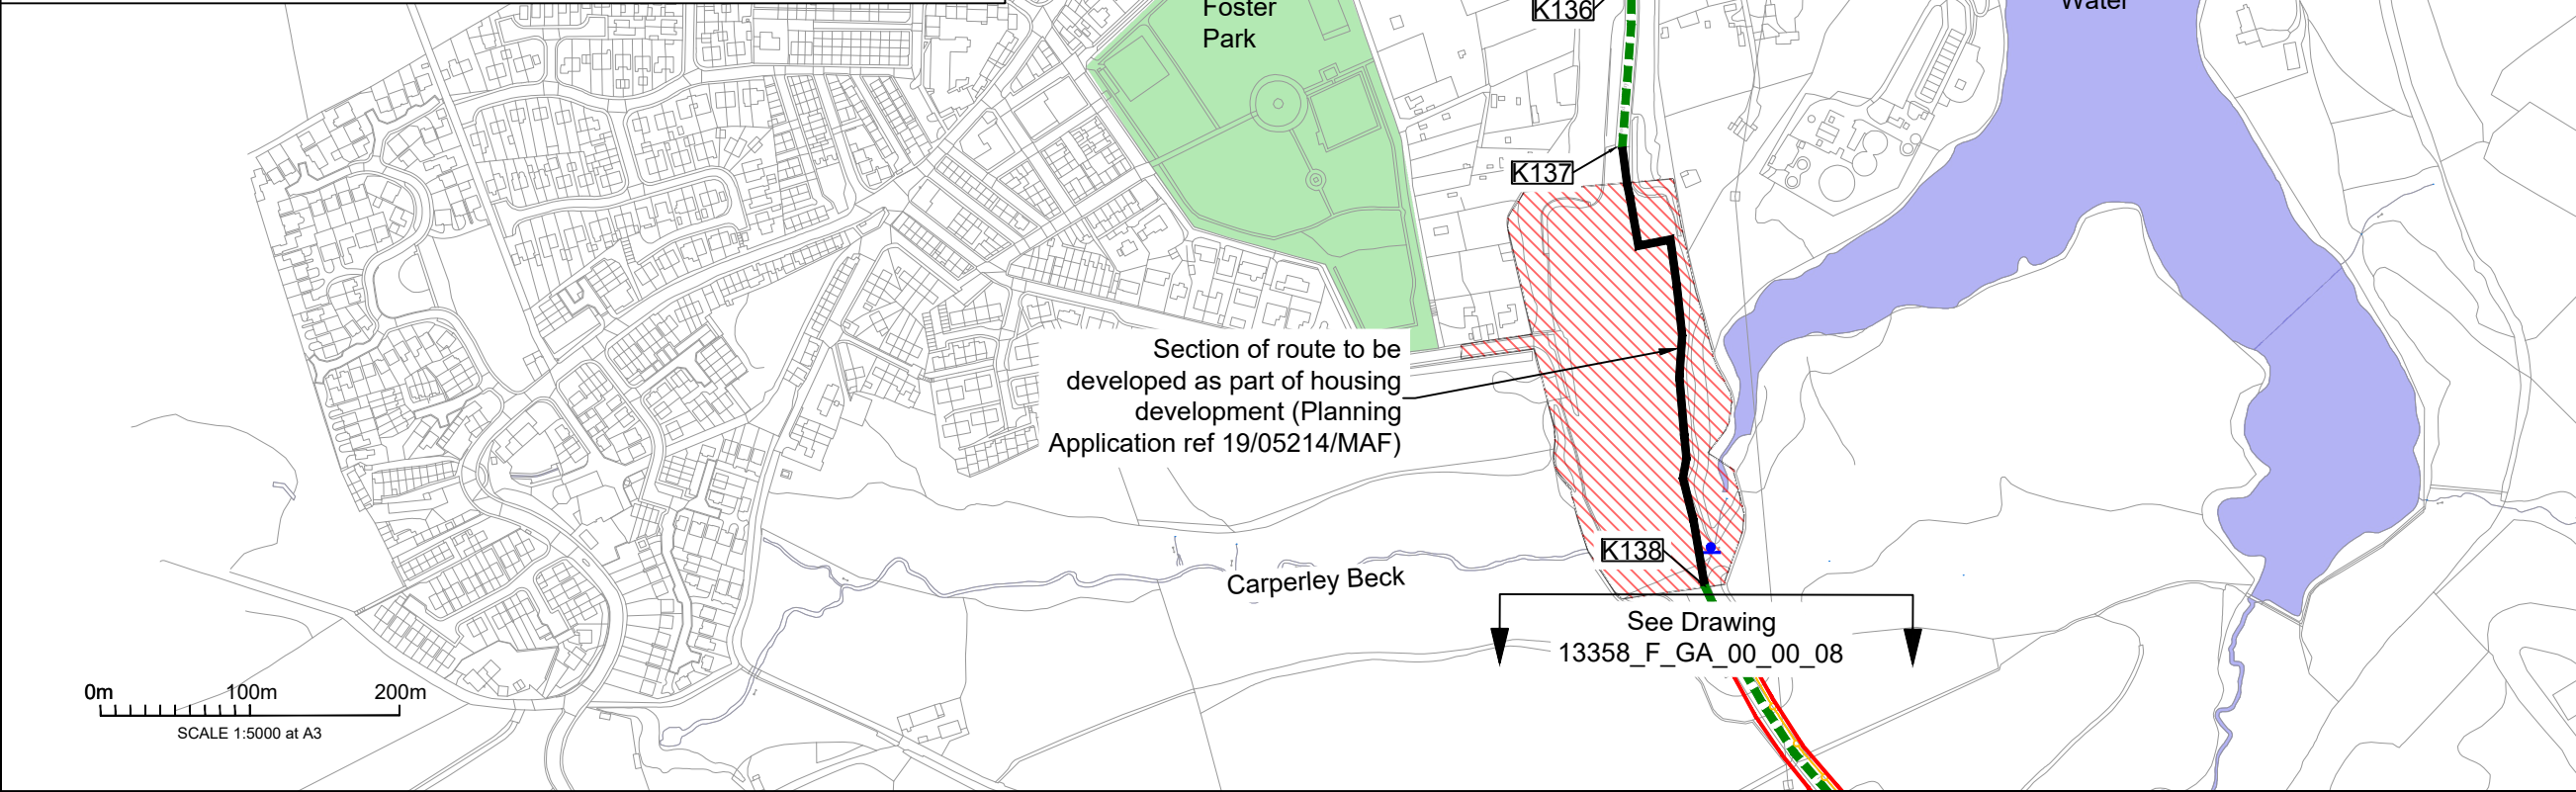 Foster
Park
K136
Water
K137
Section of route to be
developed as part of housing
development (Planning
Application ref 19/05214/MAF)
K138
Carperley Beck
See Drawing
13358_F_GA_00_00_08
0m 100m 200m
SCALE 1:5000 at A3